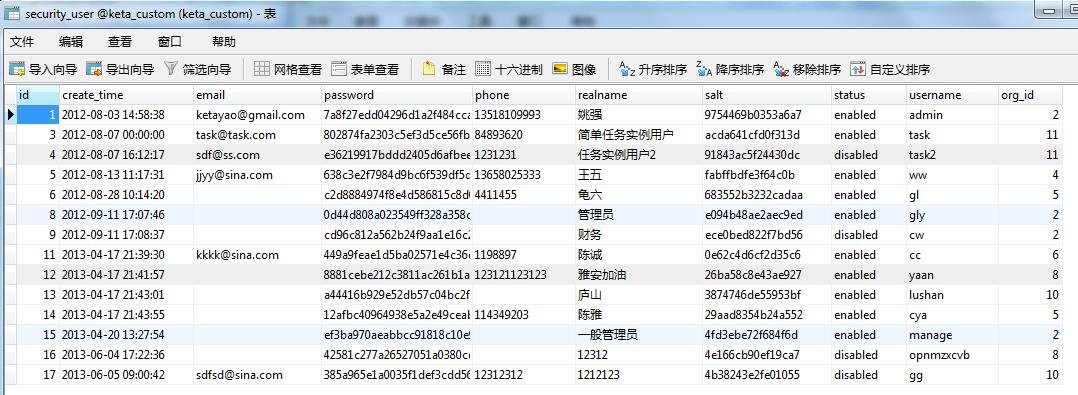 security_user @keta_custom (keta_custom) - 表
文件 编辑 查看 窗口 帮助
导入向导 导出向导 筛选向导 网格查看 表单查看 备注 十六进制 图像 升序排序 降序排序 移除排序 自定义排序
id create_time email password phone realname salt status username org_id
1 2012-08-03 14:58:38 ketayao@gmail.com 7a8f27edd04296d1a2f484cca 13518109993 姚强 9754469b0353a6a7 enabled admin 2
3 2012-08-07 00:00:00 task@task.com 802874fa2303c5ef3d5ce56fb 84893620 简单任务实例用户 acda641cfd0f313d enabled task 11
4 2012-08-07 16:12:17 sdf@ss.com e36219917bddd2405d6afbee 1231231 任务实例用户2 91843ac5f24430dc disabled task2 11
5 2012-08-13 11:17:31 jjyy@sina.com 638c3e2f7984d9bc6f539df5d 13658025333 王五 fabffbdfe3f64c0b enabled ww 4
6 2012-08-28 10:14:20 c2d8884974f8e4d586815c8d 4411455 龟六 683552b3232cadaa enabled gl 5
8 2012-09-11 17:07:46 0d44d808a023549ff328a358c 管理员 e094b48ae2aec9ed enabled gly 2
9 2012-09-11 17:08:37 cd96c812a562b24f9aa1e16c2 财务 ece0bed822f7bd56 disabled cw 2
11 2013-04-17 21:39:30 kkkk@sina.com 449a9feae1d5ba02571e4c36 1198897 陈诚 0e62c4d6cf2d35c6 enabled cc 6
12 2013-04-17 21:41:57 8881cebe212c3811ac261b1a 123121123123 雅安加油 26ba58c8e43ae927 enabled yaan 8
13 2013-04-17 21:43:01 a44416b929e52db57c04bc2f 庐山 3874746de55953bf enabled lushan 10
14 2013-04-17 21:43:55 12afbc40964938e5a2e49ceab 114349203 陈雅 29aad8354b24a552 enabled cya 5
15 2013-04-20 13:27:54 ef3ba970aeabbcc91818c10e 一般管理员 4fd3ebe72f684f6d enabled manage 2
16 2013-06-04 17:22:36 42581c277a26527051a0380c 12312 4e166cb90ef19ca7 disabled opnmzxcvb 8
17 2013-06-05 09:00:42 sdfsd@sina.com 385a965e1a0035f1def3cdd56 12312312 1212123 4b38243e2fe01055 disabled gg 10